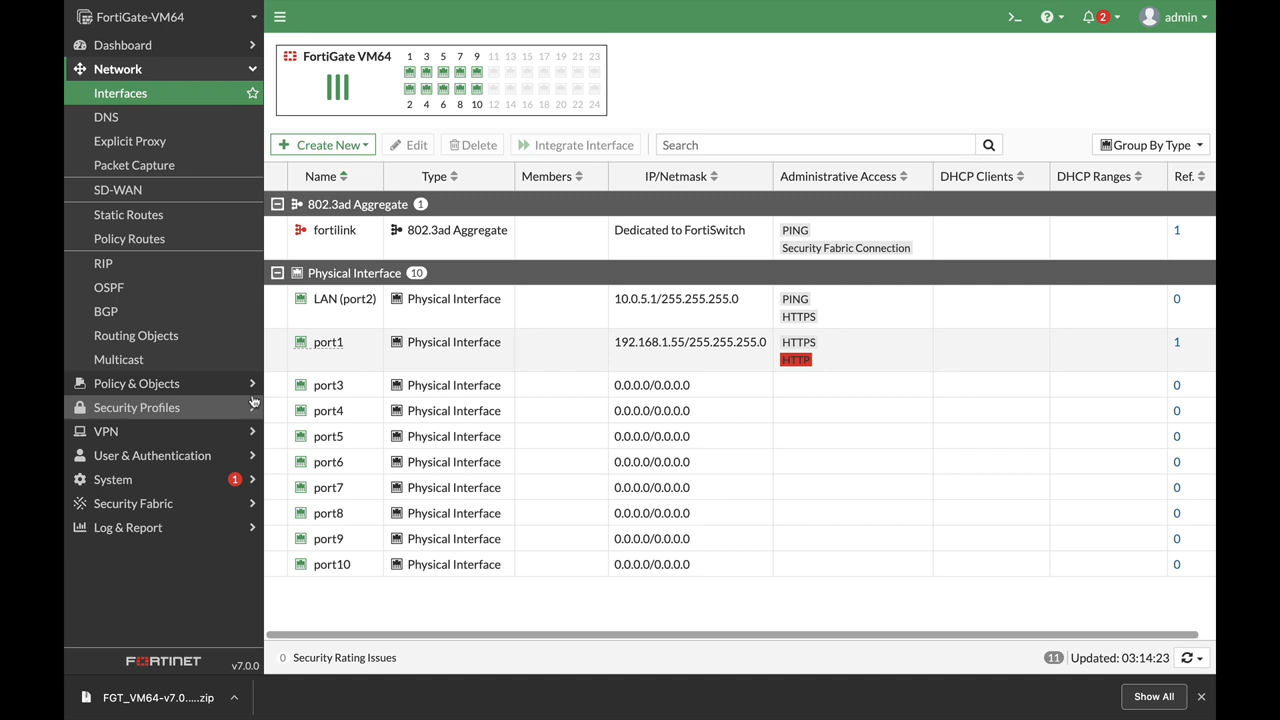 FortiGate-VM64
Dashboard
Network
Interfaces
DNS
Explicit Proxy
Packet Capture
SD-WAN
Static Routes
Policy Routes
RIP
OSPF
BGP
Routing Objects
Multicast
Policy & Objects
Security Profiles
VPN
User & Authentication
System 1
Security Fabric
Log & Report
FORTINET v7.0.0
>_ ? 2 admin
FortiGate VM64 1 3 5 7 9 11 13 15 17 19 21 23
2 4 6 8 10 12 14 16 18 20 22 24
+ Create New Edit Delete Integrate Interface Search Group By Type
Name Type Members IP/Netmask Administrative Access DHCP Clients DHCP Ranges Ref.
802.3ad Aggregate 1
fortilink 802.3ad Aggregate Dedicated to FortiSwitch PING 1
Security Fabric Connection
Physical Interface 10
LAN (port2) Physical Interface 10.0.5.1/255.255.255.0 PING 0
HTTPS
port1 Physical Interface 192.168.1.55/255.255.255.0 HTTPS 1
HTTP
port3 Physical Interface 0.0.0.0/0.0.0.0 0
port4 Physical Interface 0.0.0.0/0.0.0.0 0
port5 Physical Interface 0.0.0.0/0.0.0.0 0
port6 Physical Interface 0.0.0.0/0.0.0.0 0
port7 Physical Interface 0.0.0.0/0.0.0.0 0
port8 Physical Interface 0.0.0.0/0.0.0.0 0
port9 Physical Interface 0.0.0.0/0.0.0.0 0
port10 Physical Interface 0.0.0.0/0.0.0.0 0
0 Security Rating Issues 11 Updated: 03:14:23
FGT_VM64-v7.0.....zip Show All